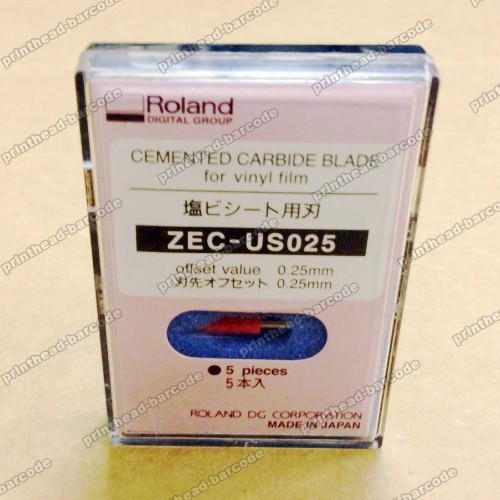 Roland
DIGITAL GROUP
CEMENTED CARBIDE BLADE
for vinyl film
塩ビシート用刃
ZEC-US025
offset value 0.25mm
刃先オフセット 0.25mm
● 5 pieces
5本入
ROLAND DG CORPORATION
MADE IN JAPAN
printhead-barcode